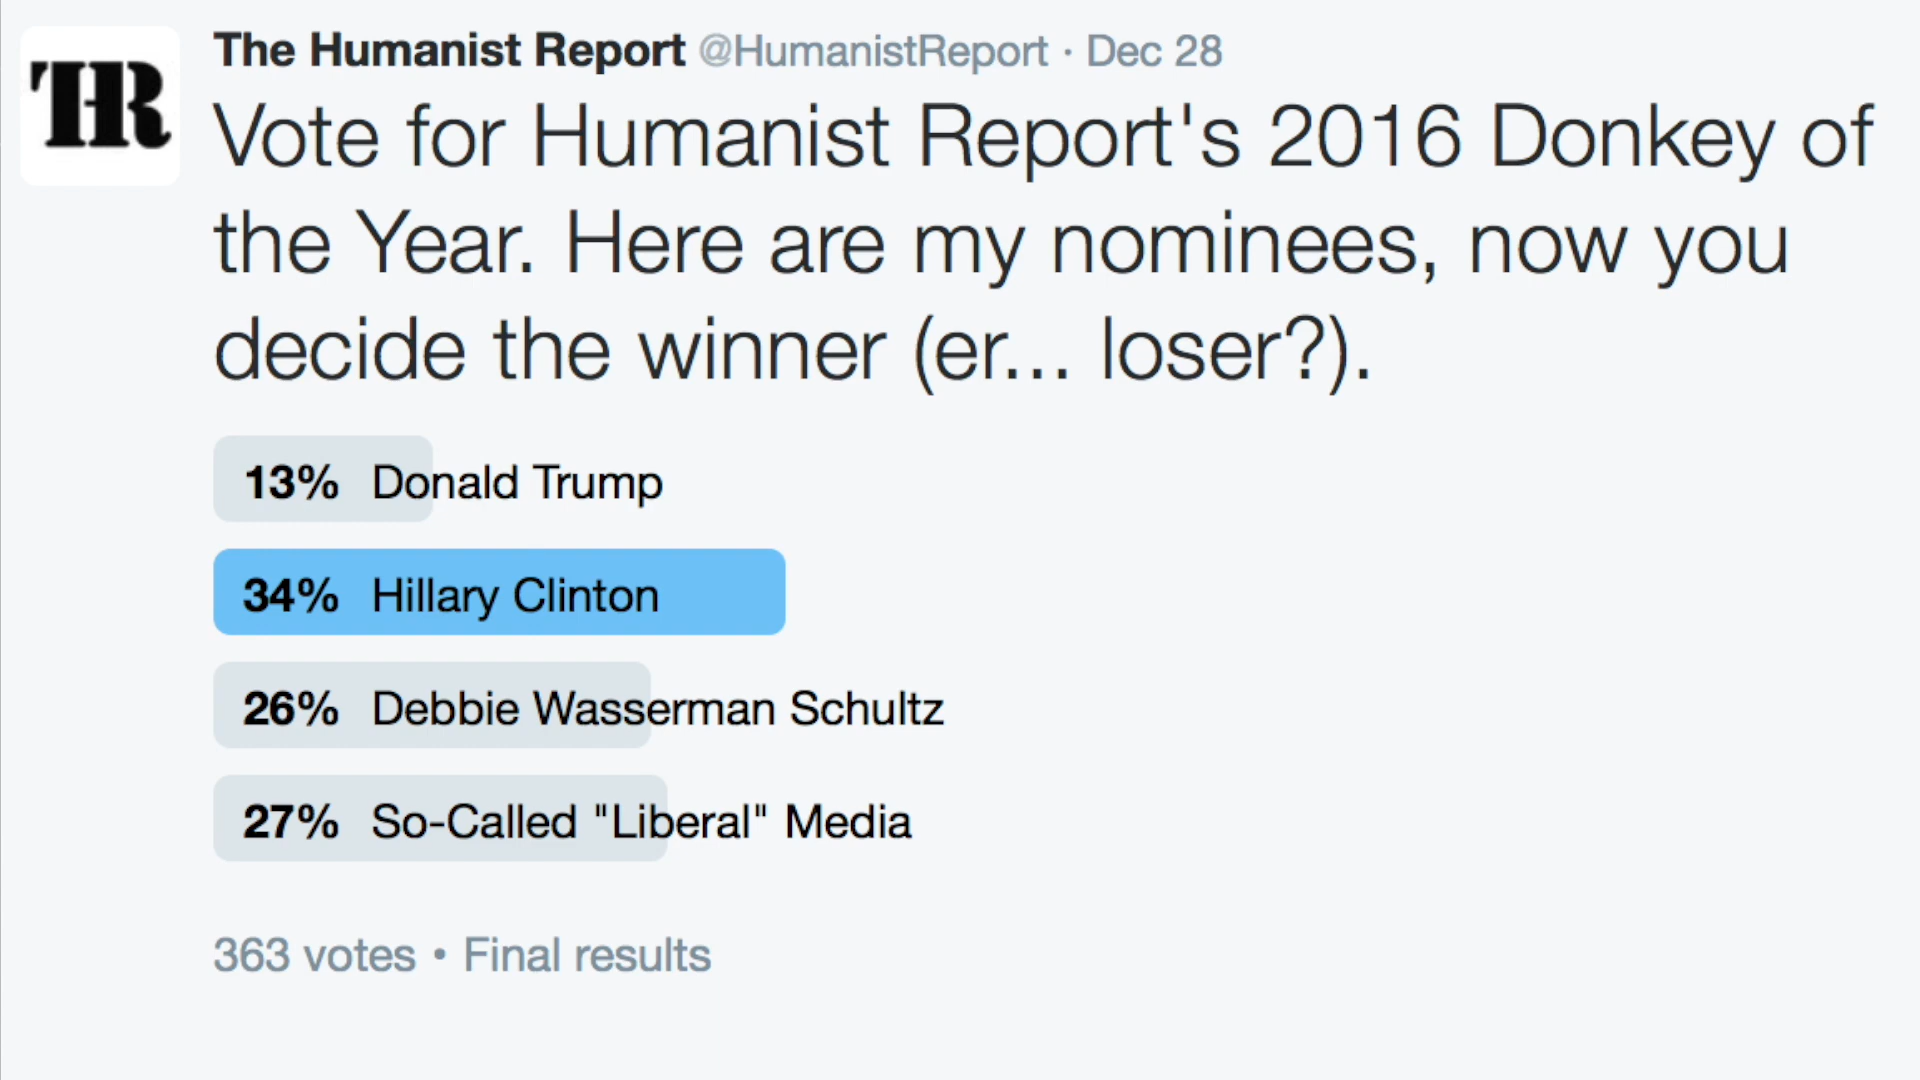 THR
The Humanist Report @HumanistReport · Dec 28
Vote for Humanist Report's 2016 Donkey of
the Year. Here are my nominees, now you
decide the winner (er... loser?).
13% Donald Trump
34% Hillary Clinton
26% Debbie Wasserman Schultz
27% So-Called "Liberal" Media
363 votes • Final results